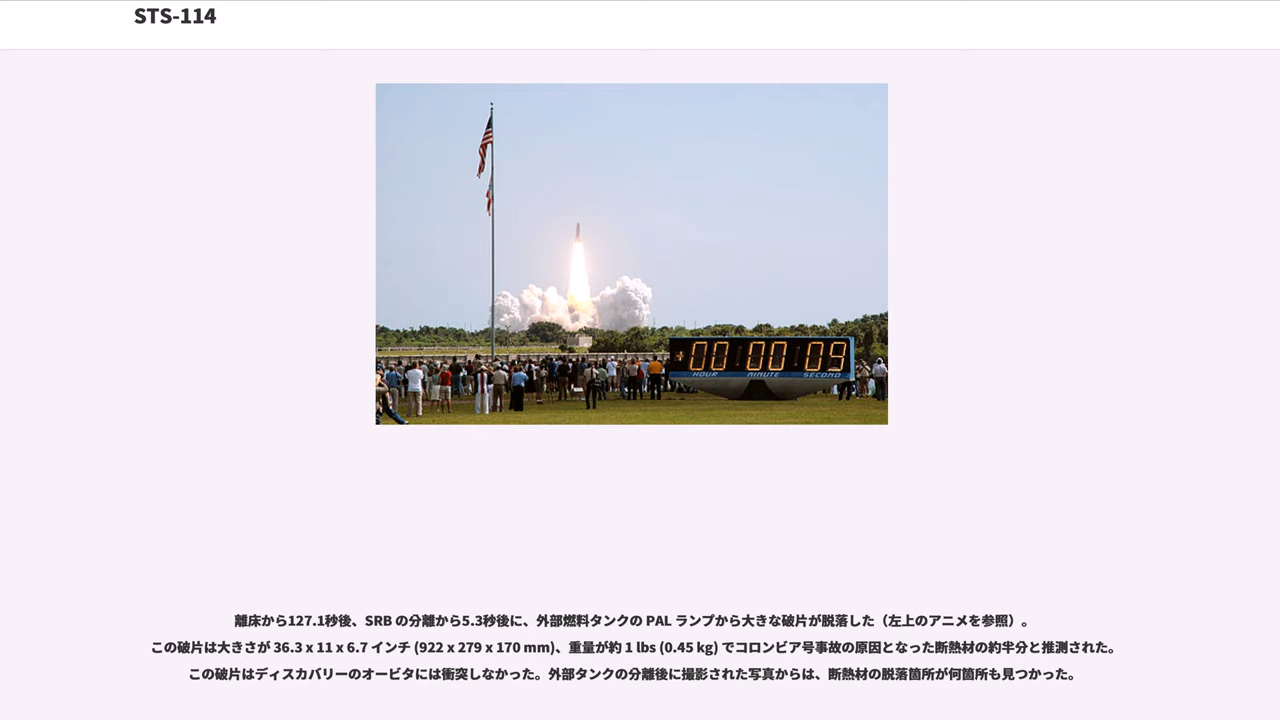 STS-114
+00:00:09
HOUR MINUTE SECOND
離床から127.1秒後、SRB の分離から5.3秒後に、外部燃料タンクの PAL ランプから大きな破片が脱落した（左上のアニメを参照）。
この破片は大きさが 36.3 x 11 x 6.7 インチ (922 x 279 x 170 mm)、重量が約 1 lbs (0.45 kg) でコロンビア号事故の原因となった断熱材の約半分と推測された。
この破片はディスカバリーのオービタには衝突しなかった。外部タンクの分離後に撮影された写真からは、断熱材の脱落箇所が何箇所も見つかった。